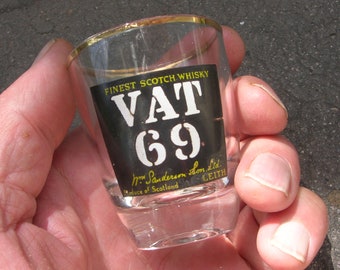 FINEST SCOTCH WHISKY
VAT
69
Wm Sanderson & Son Ltd.
LEITH
Produce of Scotland